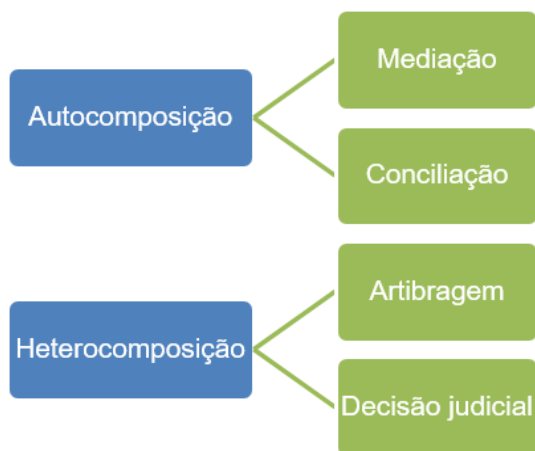 Autocomposição
Mediação
Conciliação
Heterocomposição
Artibragem
Decisão judicial